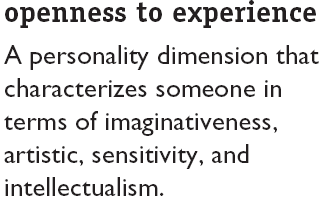 openness to experience
A personality dimension that
characterizes someone in
terms of imaginativeness,
artistic, sensitivity, and
intellectualism.